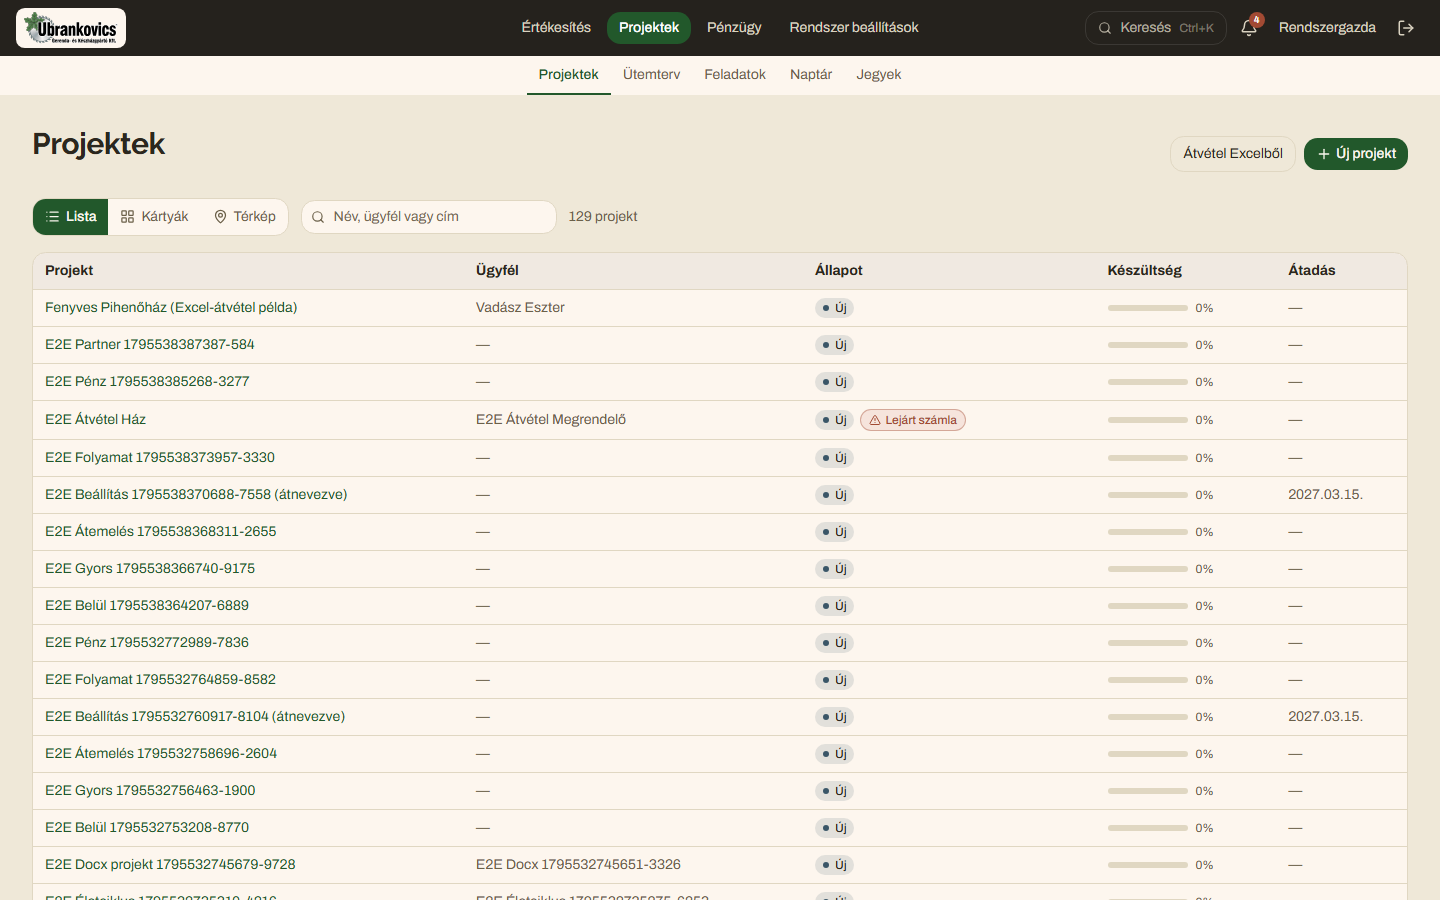 Ubrankovics
Gerenda és Készházgyártó Kft.
Értékesítés
Projektek
Pénzügy
Rendszer beállítások
Keresés Ctrl+K
4
Rendszergazda
Projektek
Ütemterv
Feladatok
Naptár
Jegyek
Projektek
Átvétel Excelből
+ Új projekt
Lista
Kártyák
Térkép
Név, ügyfél vagy cím
129 projekt
Projekt Ügyfél Állapot Készültség Átadás
Fenyves Pihenőház (Excel-átvétel példa) Vadász Eszter Új 0% —
E2E Partner 1795538387387-584 — Új 0% —
E2E Pénz 1795538385268-3277 — Új 0% —
E2E Átvétel Ház E2E Átvétel Megrendelő Új Lejárt számla 0% —
E2E Folyamat 1795538373957-3330 — Új 0% —
E2E Beállítás 1795538370688-7558 (átnevezve) — Új 0% 2027.03.15.
E2E Átemelés 1795538368311-2655 — Új 0% —
E2E Gyors 1795538366740-9175 — Új 0% —
E2E Belül 1795538364207-6889 — Új 0% —
E2E Pénz 1795532772989-7836 — Új 0% —
E2E Folyamat 1795532764859-8582 — Új 0% —
E2E Beállítás 1795532760917-8104 (átnevezve) — Új 0% 2027.03.15.
E2E Átemelés 1795532758696-2604 — Új 0% —
E2E Gyors 1795532756463-1900 — Új 0% —
E2E Belül 1795532753208-8770 — Új 0% —
E2E Docx projekt 1795532745679-9728 E2E Docx 1795532745651-3326 Új 0% —